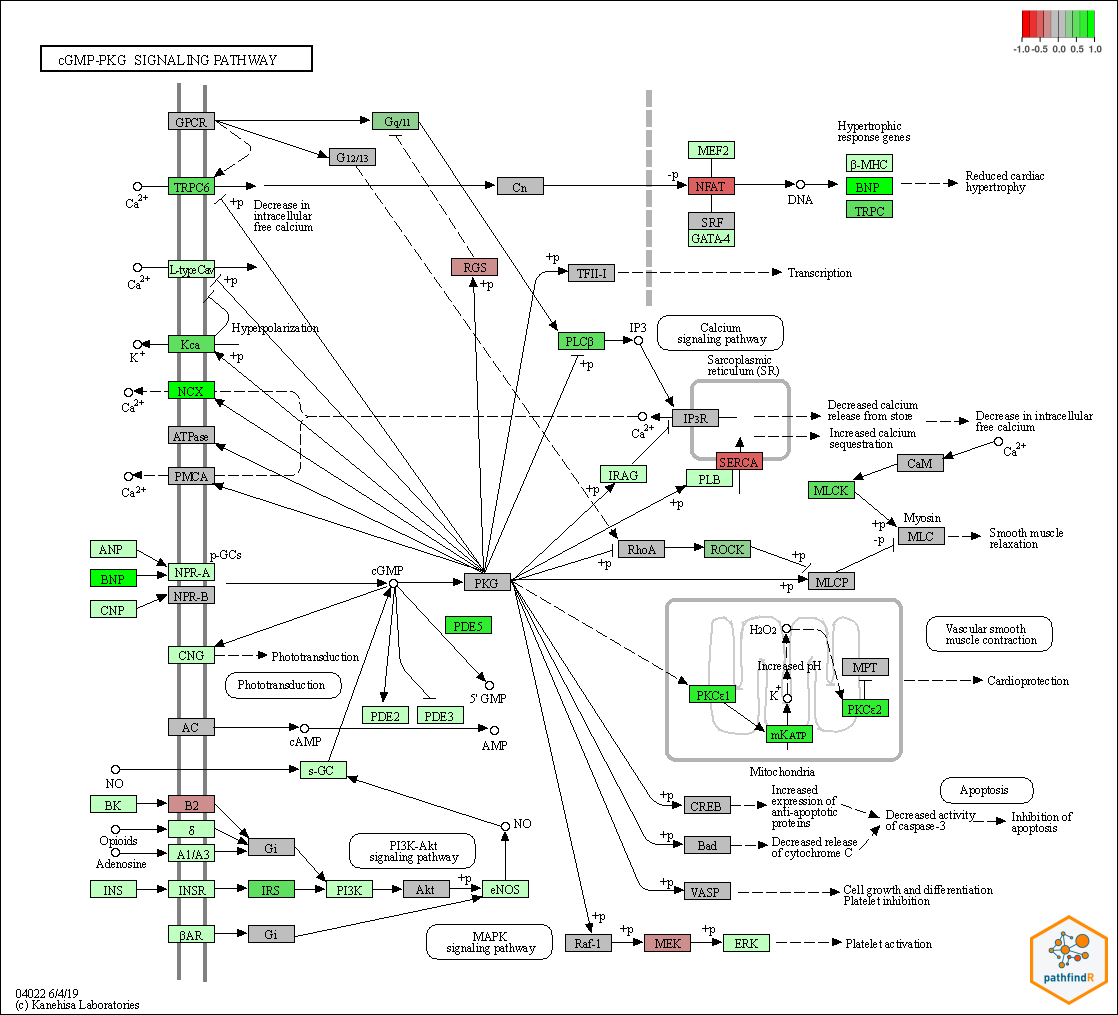 -1.0 -0.5 0.0 0.5 1.0
cGMP-PKG SIGNALING PATHWAY
GPCR
Gq/11
G12/13
TRPC6
Ca2+
+p
Decrease in
intracellular
free calcium
Cn
-p
MEF2
NFAT
SRF
GATA-4
DNA
Hypertrophic
response genes
β-MHC
BNP
TRPC
Reduced cardiac
hypertrophy
L-typeCav
Ca2+
+p
RGS
+p
+p
TFII-I
Transcription
Hyperpolarization
Kca
K+
+p
PLCβ
+p
IP3
Calcium
signaling pathway
Sarcoplasmic
reticulum (SR)
NCX
Ca2+
ATPase
PMCA
Ca2+
Ca2+
IP3R
Decreased calcium
release from store
Increased calcium
sequestration
Decrease in intracellular
free calcium
SERCA
IRAG
+p
PLB
+p
CaM
Ca2+
MLCK
+p
-p
Myosin
MLC
Smooth muscle
relaxation
RhoA
+p
ROCK
+p
MLCP
+p
ANP
BNP
CNP
p-GCs
NPR-A
NPR-B
cGMP
PKG
PDE5
CNG
Phototransduction
Phototransduction
5' GMP
PDE2
PDE3
AC
cAMP
AMP
H2O2
Increased pH
K+
MPT
PKCε1
PKCε2
mKATP
Mitochondria
Vascular smooth
muscle contraction
Cardioprotection
NO
s-GC
BK
B2
Opioids
δ
Adenosine
A1/A3
Gi
NO
PI3K-Akt
signaling pathway
INS
INSR
IRS
PI3K
Akt
+p
eNOS
βAR
Gi
MAPK
signaling pathway
+p
CREB
Increased
expression of
anti-apoptotic
proteins
Apoptosis
+p
Bad
Decreased release
of cytochrome C
Decreased activity
of caspase-3
Inhibition of
apoptosis
+p
VASP
Cell growth and differentiation
Platelet inhibition
+p
Raf-1
+p
MEK
+p
ERK
Platelet activation
pathfindR
04022 6/4/19
(c) Kanehisa Laboratories